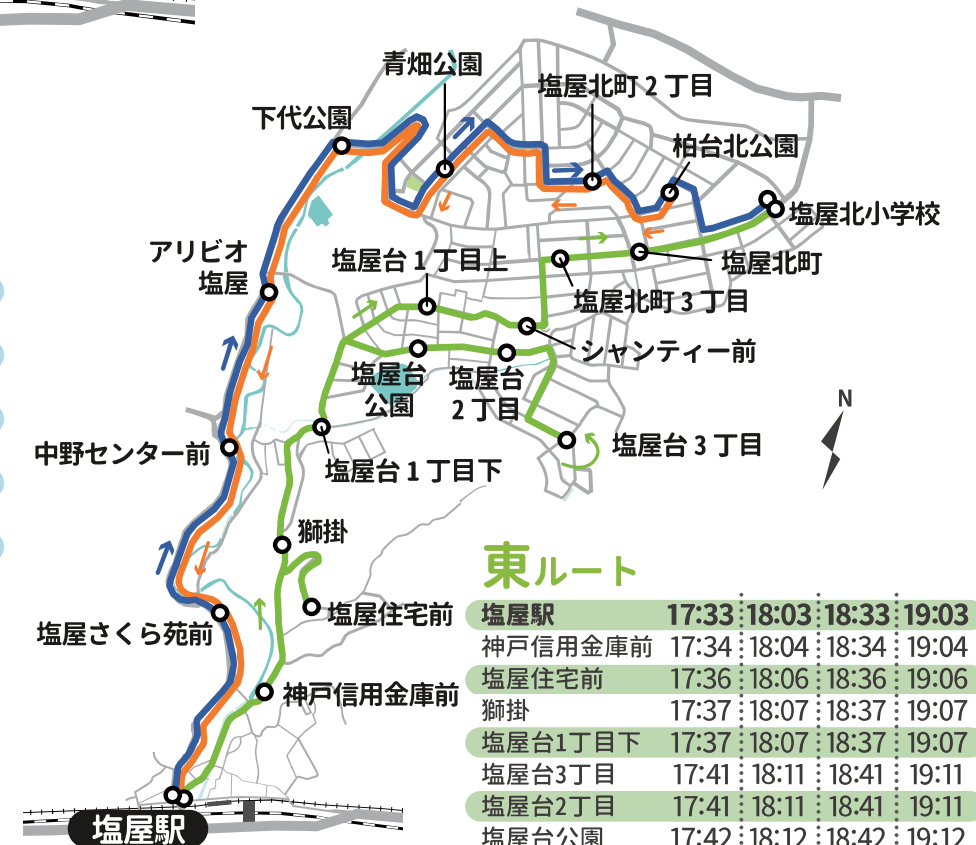 青畑公園
塩屋北町 2 丁目
下代公園
柏台北公園
塩屋北小学校
アリビオ
塩屋
塩屋台 1 丁目上
塩屋北町
塩屋北町 3 丁目
シャンティー前
塩屋台
公園
塩屋台
2 丁目
N
中野センター前
塩屋台 3 丁目
塩屋台 1 丁目下
獅掛
塩屋住宅前
塩屋さくら苑前
神戸信用金庫前
塩屋駅
東ルート
塩屋駅 17:33 18:03 18:33 19:03
神戸信用金庫前 17:34 18:04 18:34 19:04
塩屋住宅前 17:36 18:06 18:36 19:06
獅掛 17:37 18:07 18:37 19:07
塩屋台1丁目下 17:37 18:07 18:37 19:07
塩屋台3丁目 17:41 18:11 18:41 19:11
塩屋台2丁目 17:41 18:11 18:41 19:11
塩屋台公園 17:42 18:12 18:42 19:12